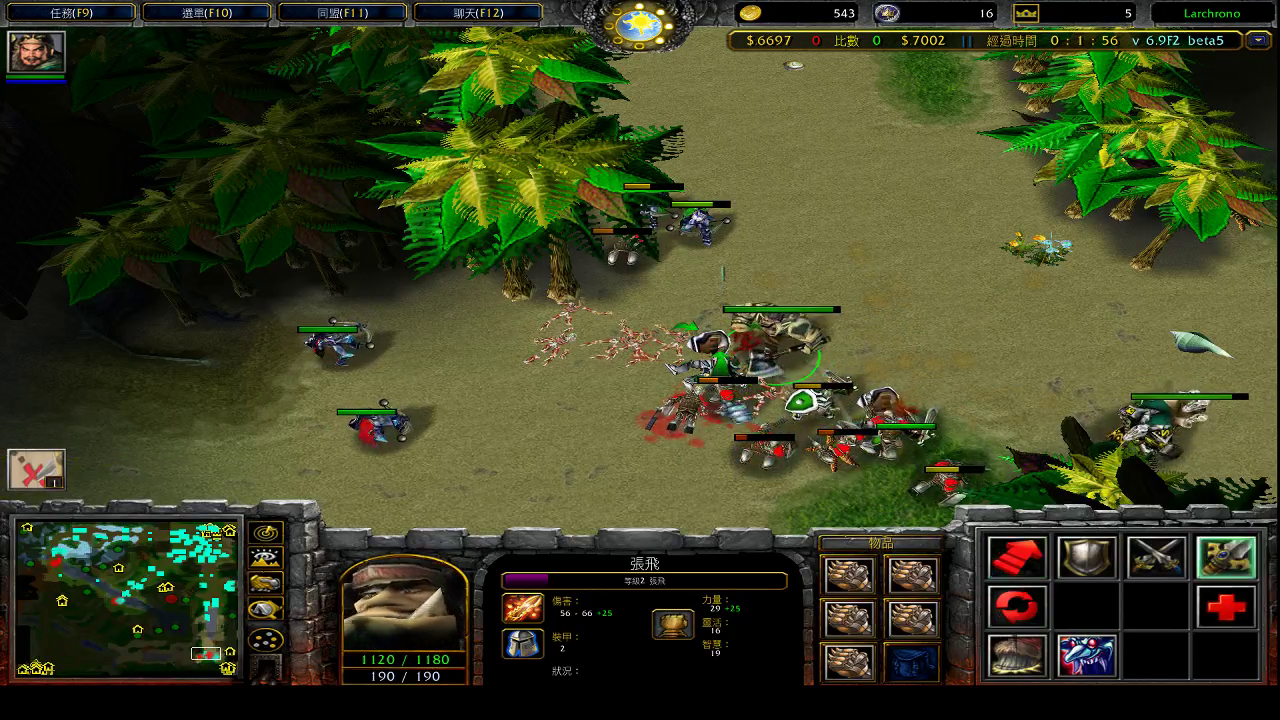 任務(F9) 選單(F10) 同盟(F11) 聊天(F12) 543 16 5 Larchrono
$6697 0 比數 0 $7002 || 經過時間 0 : 1 : 56 v 6.9F2 beta5
1
張飛
等級2 張飛
傷害：
56 - 66 +25
裝甲：
2
狀況：
力量：
29 +25
靈活：
16
智慧：
19
1120 / 1180
190 / 190
物品